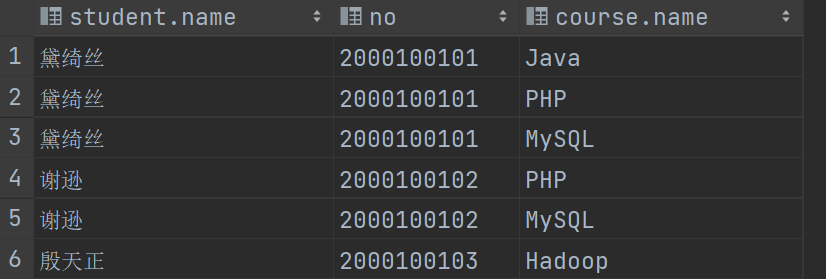 student.name no course.name
1 黛绮丝 2000100101 Java
2 黛绮丝 2000100101 PHP
3 黛绮丝 2000100101 MySQL
4 谢逊 2000100102 PHP
5 谢逊 2000100102 MySQL
6 殷天正 2000100103 Hadoop